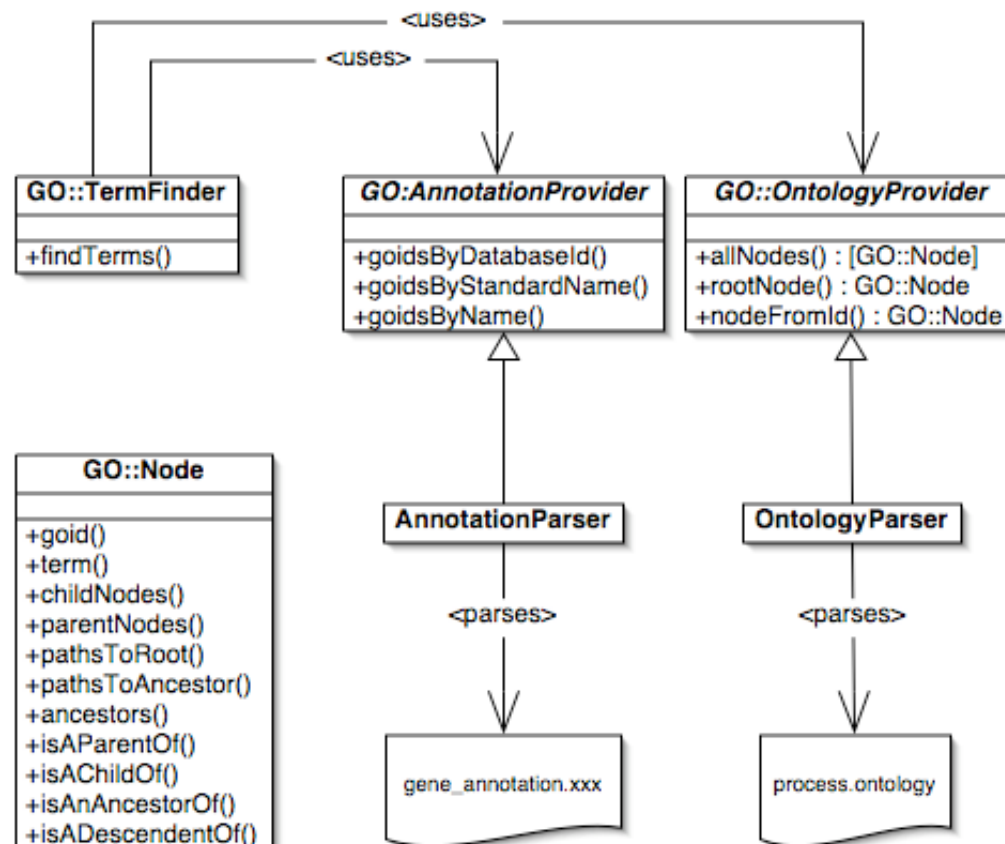 <uses>
<uses>
GO::TermFinder
+findTerms()
GO:AnnotationProvider
+goidsByDatabaseId()
+goidsByStandardName()
+goidsByName()
GO::OntologyProvider
+allNodes() : [GO::Node]
+rootNode() : GO::Node
+nodeFromId() : GO::Node
GO::Node
+goid()
+term()
+childNodes()
+parentNodes()
+pathsToRoot()
+pathsToAncestor()
+ancestors()
+isAParentOf()
+isAChildOf()
+isAnAncestorOf()
+isADescendentOf()
AnnotationParser
<parses>
gene_annotation.xxx
OntologyParser
<parses>
process.ontology